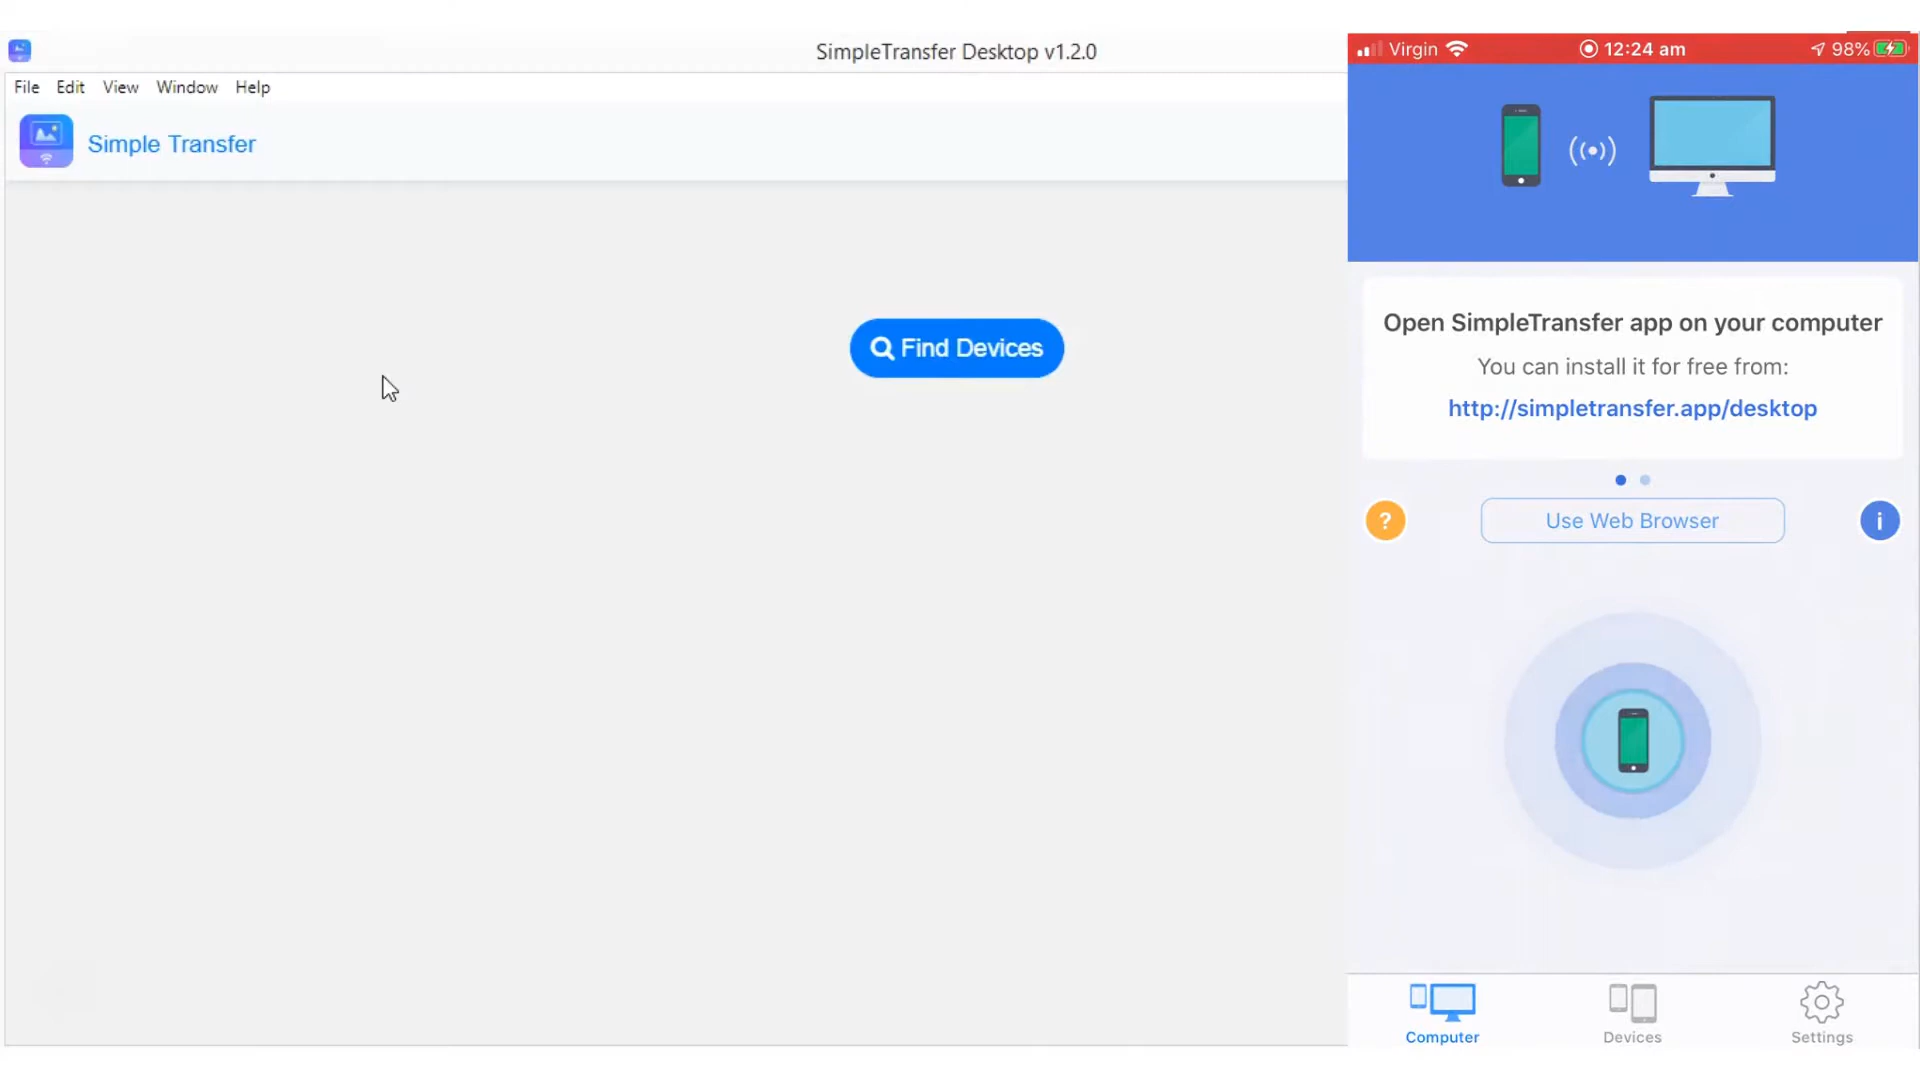 SimpleTransfer Desktop v1.2.0
File Edit View Window Help
Simple Transfer
Find Devices
Virgin 12:24 am 98%
Open SimpleTransfer app on your computer
You can install it for free from:
http://simpletransfer.app/desktop
? Use Web Browser i
Computer Devices Settings